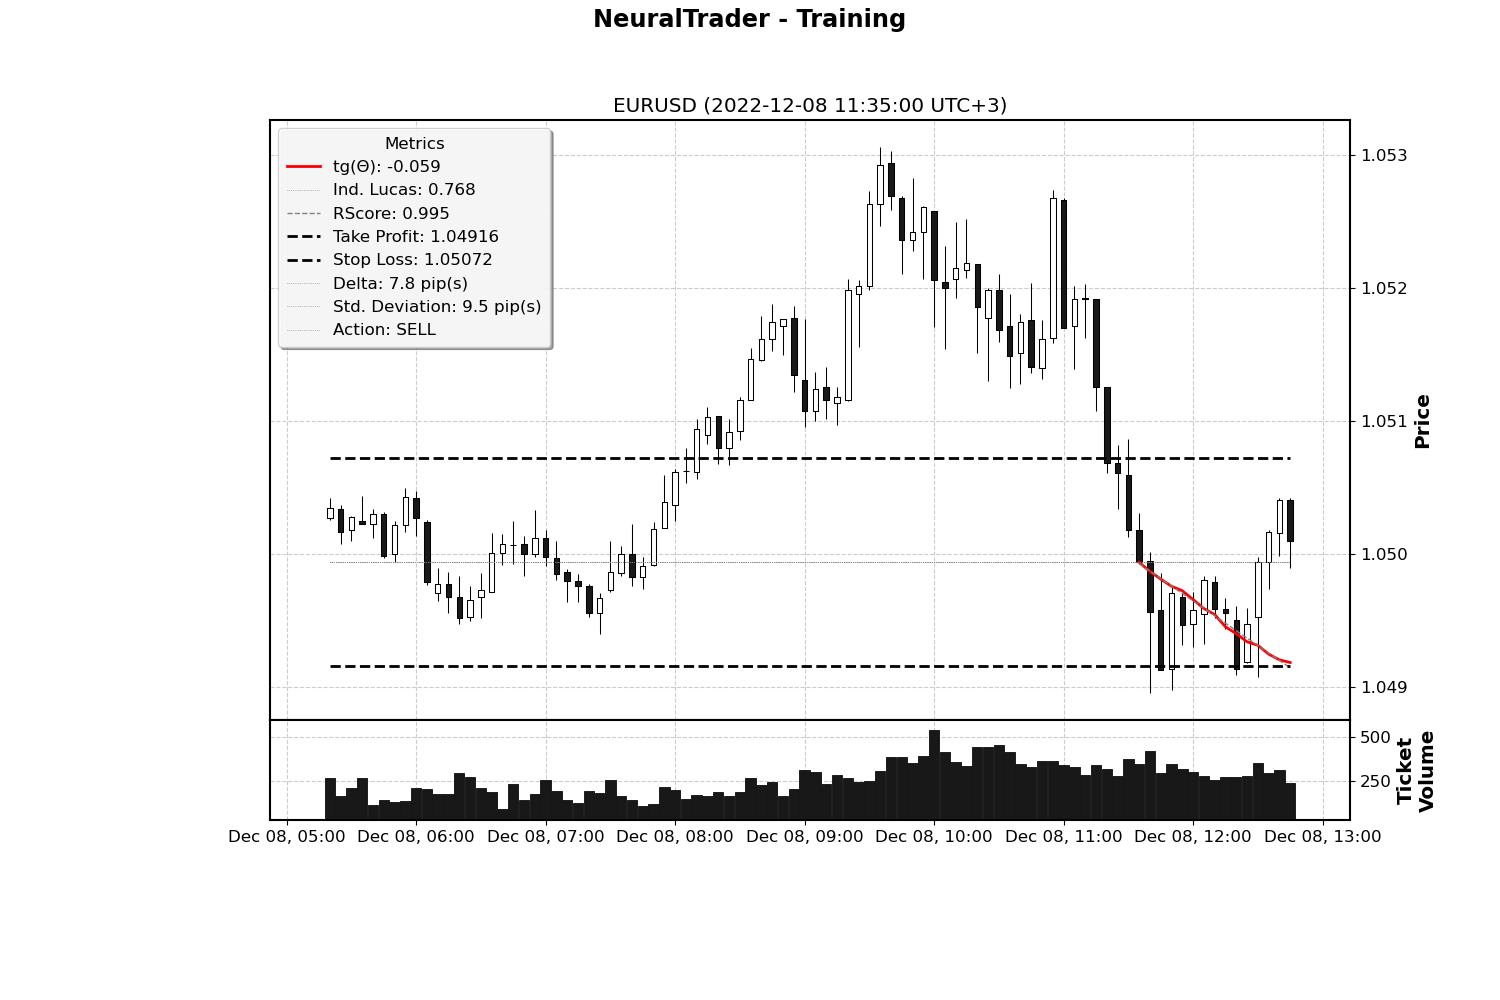 NeuralTrader - Training
EURUSD (2022-12-08 11:35:00 UTC+3)
Metrics
tg(Θ): -0.059
Ind. Lucas: 0.768
RScore: 0.995
Take Profit: 1.04916
Stop Loss: 1.05072
Delta: 7.8 pip(s)
Std. Deviation: 9.5 pip(s)
Action: SELL
1.053
1.052
1.051
1.050
1.049
Price
500
250
Ticket
Volume
Dec 08, 05:00 Dec 08, 06:00 Dec 08, 07:00 Dec 08, 08:00 Dec 08, 09:00 Dec 08, 10:00 Dec 08, 11:00 Dec 08, 12:00 Dec 08, 13:00